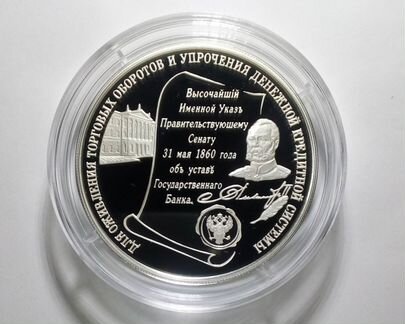 ДЛЯ ОЖИВЛЕНИЯ ТОРГОВЫХ ОБОРОТОВ И УПРОЧЕНИЯ ДЕНЕЖНОЙ КРЕДИТНОЙ СИСТЕМЫ
Высочайшій
Именной Указъ
Правительствующему
Сенату
31 мая 1860 года
объ уставѣ
Государственнаго
Банка.